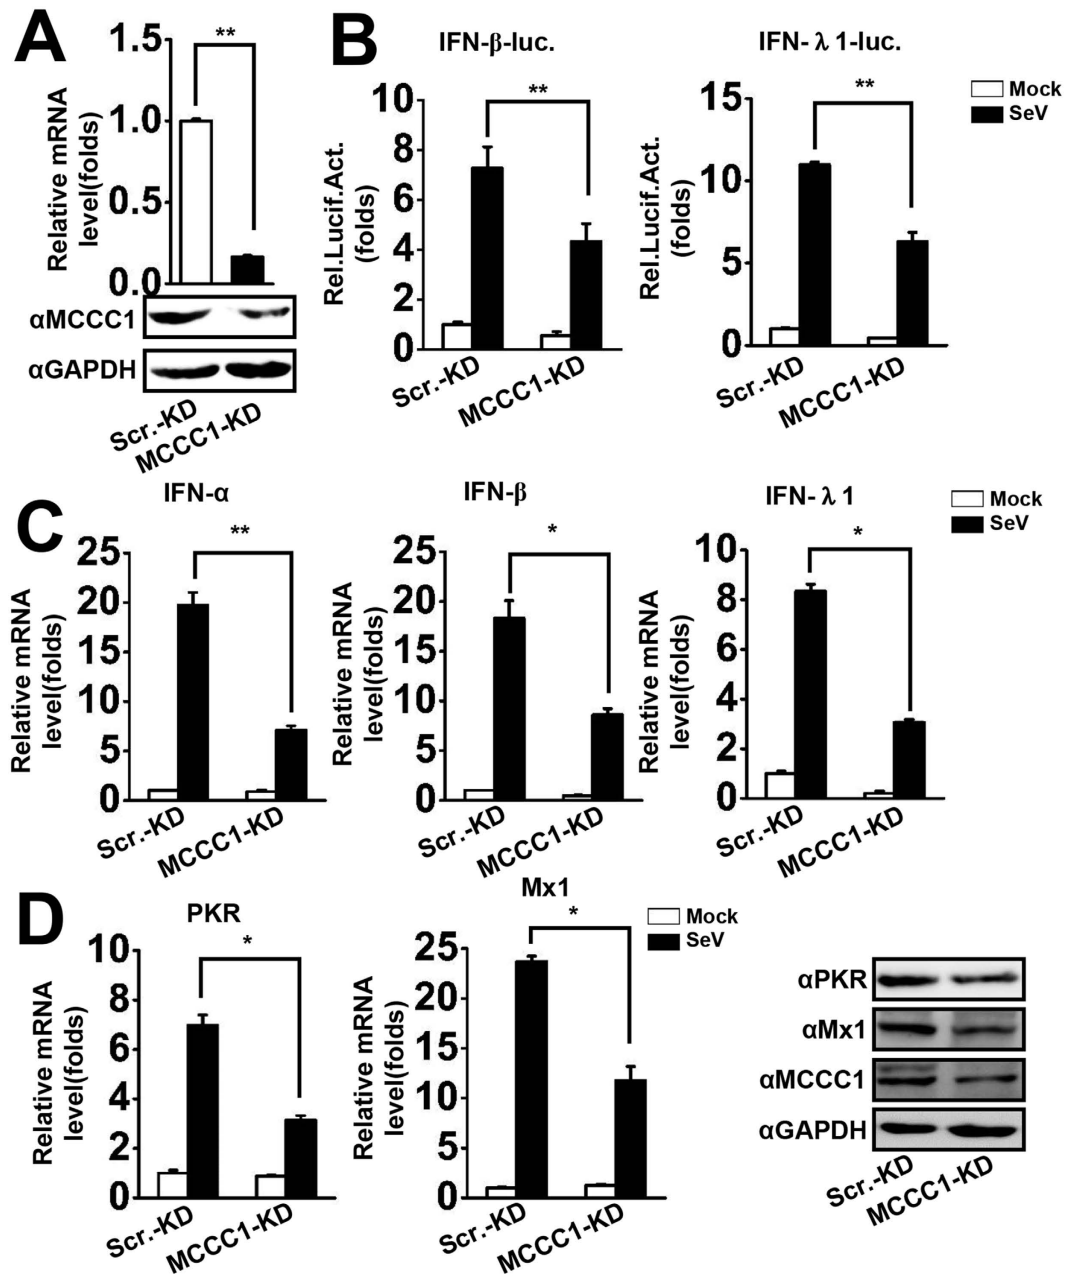 A
1.5
1.0
0.5
0.0
Relative mRNA
level(folds)
**
αMCCC1
αGAPDH
Scr.-KD
MCCC1-KD
B
IFN-β-luc.
10
8
6
4
2
0
Rel.Lucif.Act.
(folds)
**
Scr.-KD
MCCC1-KD
IFN- λ 1-luc.
15
10
5
0
Rel.Lucif.Act.
(folds)
**
Scr.-KD
MCCC1-KD
Mock
SeV
C
IFN-α
25
20
15
10
5
0
Relative mRNA
level(folds)
**
Scr.-KD
MCCC1-KD
IFN-β
25
20
15
10
5
0
Relative mRNA
level(folds)
*
Scr.-KD
MCCC1-KD
IFN- λ 1
10
8
6
4
2
0
Relative mRNA
level(folds)
*
Scr.-KD
MCCC1-KD
Mock
SeV
D
PKR
10
8
6
4
2
0
Relative mRNA
level(folds)
*
Scr.-KD
MCCC1-KD
Mx1
25
20
15
10
5
0
Relative mRNA
level(folds)
*
Scr.-KD
MCCC1-KD
Mock
SeV
αPKR
αMx1
αMCCC1
αGAPDH
Scr.-KD
MCCC1-KD